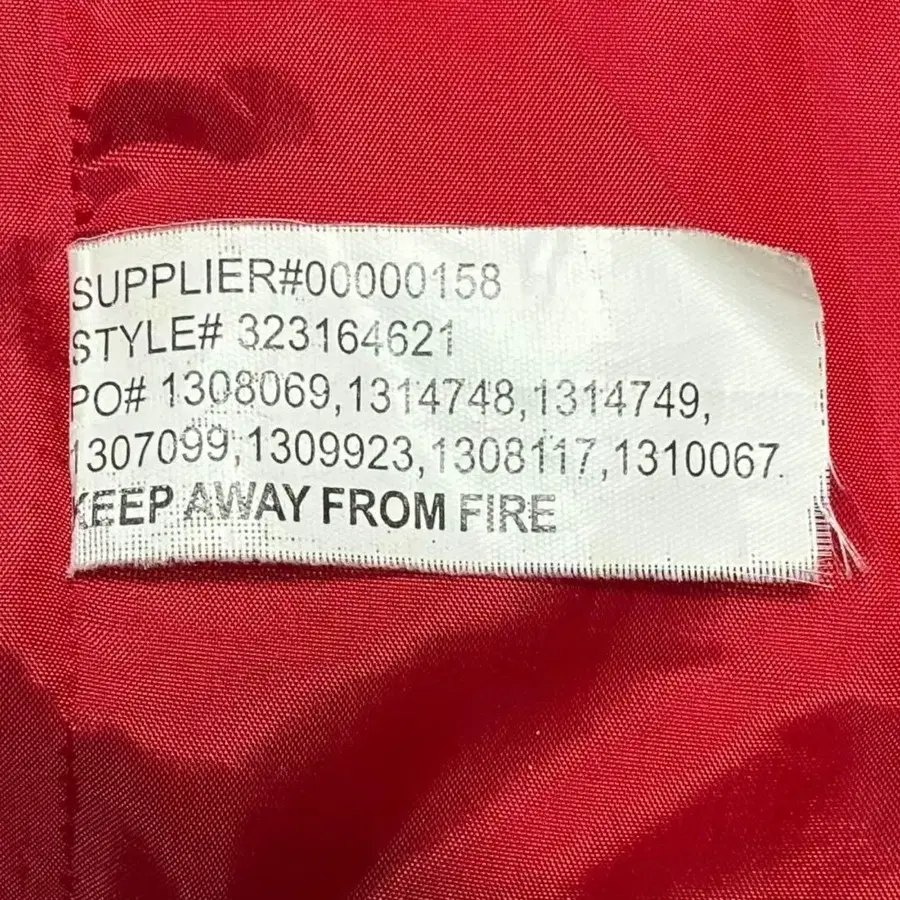 SUPPLIER#00000158
STYLE# 323164621
PO# 1308069,1314748,1314749,
1307099,1309923,1308117,1310067.
KEEP AWAY FROM FIRE